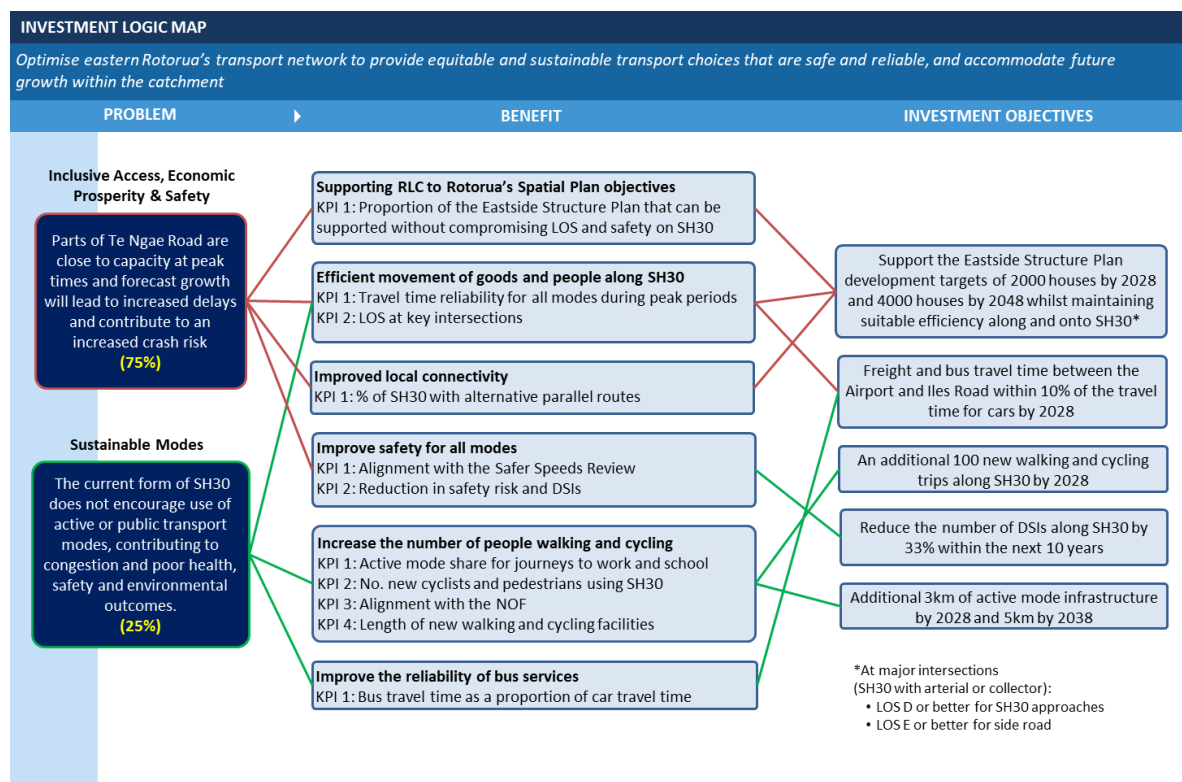 INVESTMENT LOGIC MAP
Optimise eastern Rotorua’s transport network to provide equitable and sustainable transport choices that are safe and reliable, and accommodate future
growth within the catchment
PROBLEM
BENEFIT
INVESTMENT OBJECTIVES
Inclusive Access, Economic
Prosperity & Safety
Parts of Te Ngae Road are
close to capacity at peak
times and forecast growth
will lead to increased delays
and contribute to an
increased crash risk
(75%)
Sustainable Modes
The current form of SH30
does not encourage use of
active or public transport
modes, contributing to
congestion and poor health,
safety and environmental
outcomes.
(25%)
Supporting RLC to Rotorua’s Spatial Plan objectives
KPI 1: Proportion of the Eastside Structure Plan that can be
supported without compromising LOS and safety on SH30
Efficient movement of goods and people along SH30
KPI 1: Travel time reliability for all modes during peak periods
KPI 2: LOS at key intersections
Improved local connectivity
KPI 1: % of SH30 with alternative parallel routes
Improve safety for all modes
KPI 1: Alignment with the Safer Speeds Review
KPI 2: Reduction in safety risk and DSIs
Increase the number of people walking and cycling
KPI 1: Active mode share for journeys to work and school
KPI 2: No. new cyclists and pedestrians using SH30
KPI 3: Alignment with the NOF
KPI 4: Length of new walking and cycling facilities
Improve the reliability of bus services
KPI 1: Bus travel time as a proportion of car travel time
Support the Eastside Structure Plan
development targets of 2000 houses by 2028
and 4000 houses by 2048 whilst maintaining
suitable efficiency along and onto SH30*
Freight and bus travel time between the
Airport and Iles Road within 10% of the travel
time for cars by 2028
An additional 100 new walking and cycling
trips along SH30 by 2028
Reduce the number of DSIs along SH30 by
33% within the next 10 years
Additional 3km of active mode infrastructure
by 2028 and 5km by 2038
*At major intersections
(SH30 with arterial or collector):
• LOS D or better for SH30 approaches
• LOS E or better for side road